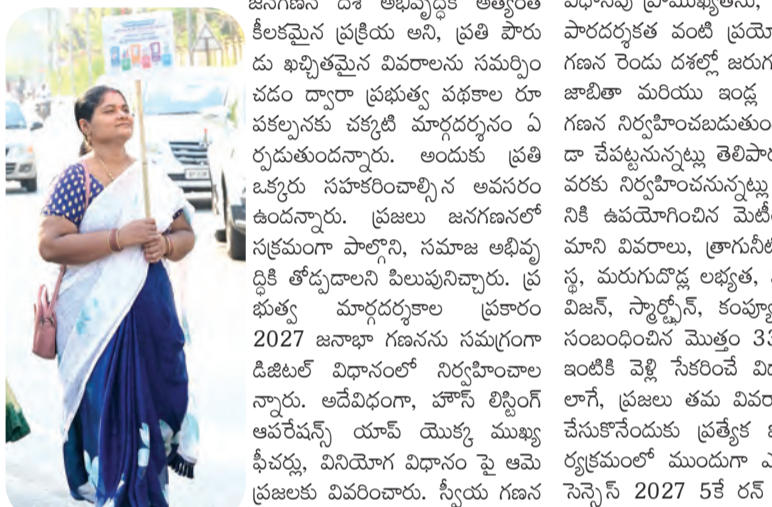 జనగణన దేశ అభివృద్ధికి అత్యంత
కీలకమైన ప్రక్రియ అని, ప్రతి పౌరు
డు ఖచ్చితమైన వివరాలను సమర్పిం
చడం ద్వారా ప్రభుత్వ పథకాల రూ
పకల్పనకు చక్కటి మార్గదర్శనం ఏ
ర్పడుతుందన్నారు. అందుకు ప్రతి
ఒక్కరు సహకరించాల్సిన అవసరం
ఉందన్నారు. ప్రజలు జనగణనలో
సక్రమంగా పాల్గొని, సమాజ అభివృ
ద్ధికి తోడ్పడాలని పిలుపునిచ్చారు. ప్ర
భుత్వ మార్గదర్శకాల ప్రకారం
2027 జనాభా గణనను సమగ్రంగా
డిజిటల్ విధానంలో నిర్వహించాల
న్నారు. అదేవిధంగా, హౌస్ లిస్టింగ్
ఆపరేషన్స్ యాప్ యొక్క ముఖ్య
ఫీచర్లు, వినియోగ విధానం పై ఆమె
ప్రజలకు వివరించారు. స్వీయ గణన
విధానపు ప్రాముఖ్యతను,
పారదర్శకత వంటి
గణన రెండు దశల్లో
జాబితా మరియు ఇండ్ల
గణన
డా చేపట్టనున్నట్లు
వరకు నిర్వహించనున్నట్లు
నికి ఉపయోగించిన
మాని వివరాలు,
స్థ, మరుగుదొడ్ల లభ్యత,
విజన్, స్మార్ట్ఫోన్,
సంబంధించిన మొత్తం
ఇంటికి వెళ్లి సేకరించే
లాగే, ప్రజలు తమ
చేసుకొనేందుకు ప్రత్యేక
ర్యక్రమంలో ముందుగా
సెన్సెస్ 2027 5కే రన్